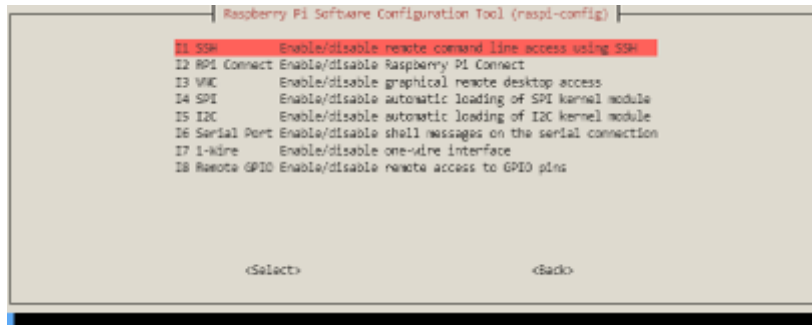 Raspberry Pi Software Configuration Tool (raspi-config)
I1 SSH Enable/disable remote command line access using SSH
I2 RPi Connect Enable/disable Raspberry Pi Connect
I3 VNC Enable/disable graphical remote desktop access
I4 SPI Enable/disable automatic loading of SPI kernel module
I5 I2C Enable/disable automatic loading of I2C kernel module
I6 Serial Port Enable/disable shell messages on the serial connection
I7 1-Wire Enable/disable one-wire interface
I8 Remote GPIO Enable/disable remote access to GPIO pins
<Select> <Back>